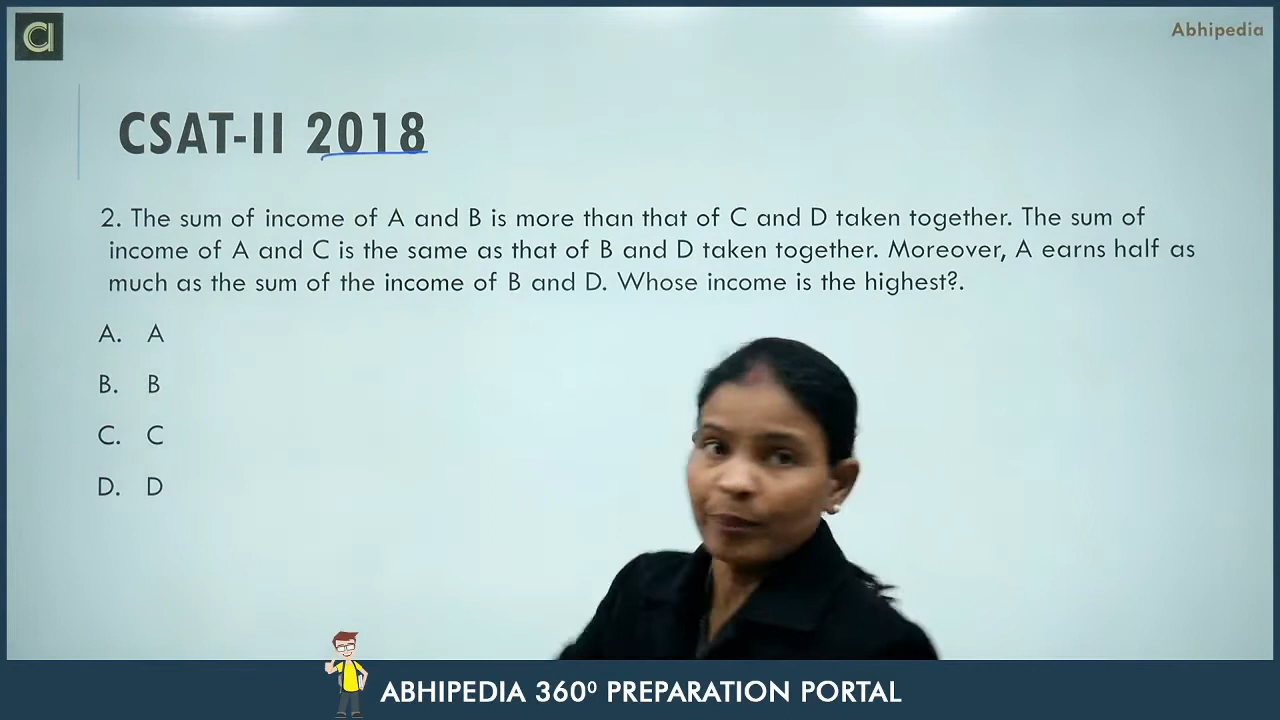 Abhipedia
CSAT-II 2018
2. The sum of income of A and B is more than that of C and D taken together. The sum of
income of A and C is the same as that of B and D taken together. Moreover, A earns half as
much as the sum of the income of B and D. Whose income is the highest?.
A. A
B. B
C. C
D. D
ABHIPEDIA 360⁰ PREPARATION PORTAL